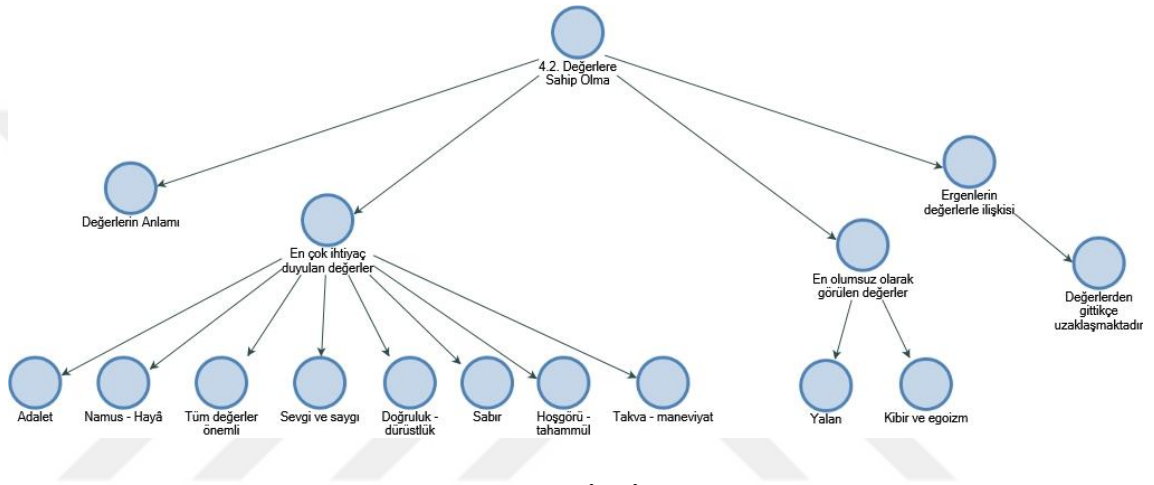 4.2. Değerlere
Sahip Olma
Değerlerin Anlamı
En çok ihtiyaç
duyulan değerler
En olumsuz olarak
görülen değerler
Ergenlerin
değerlerle ilişkisi
Değerlerden
gittikçe
uzaklaşmaktadır
Adalet
Namus - Hayâ
Tüm değerler
önemli
Sevgi ve saygı
Doğruluk -
dürüstlük
Sabır
Hoşgörü -
tahammül
Takva - maneviyat
Yalan
Kibir ve egoizm